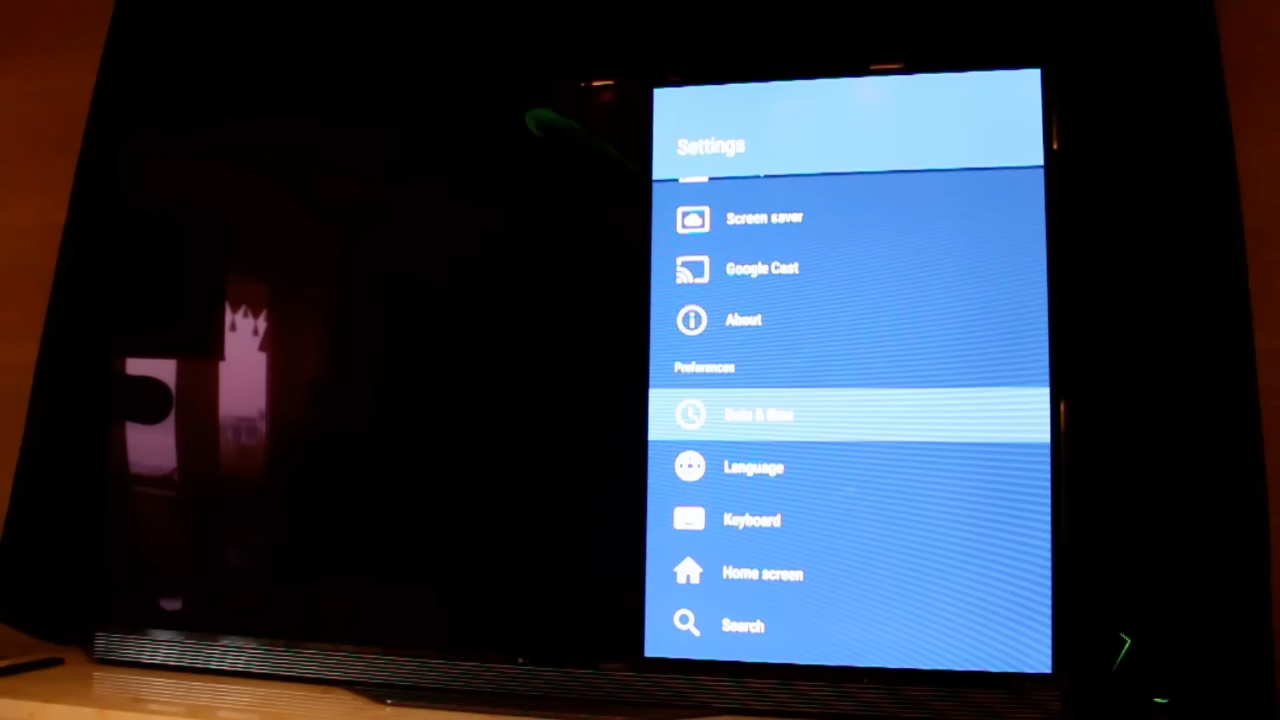 Settings
Screen saver
Google Cast
About
Preferences
Date & time
Language
Keyboard
Home screen
Search